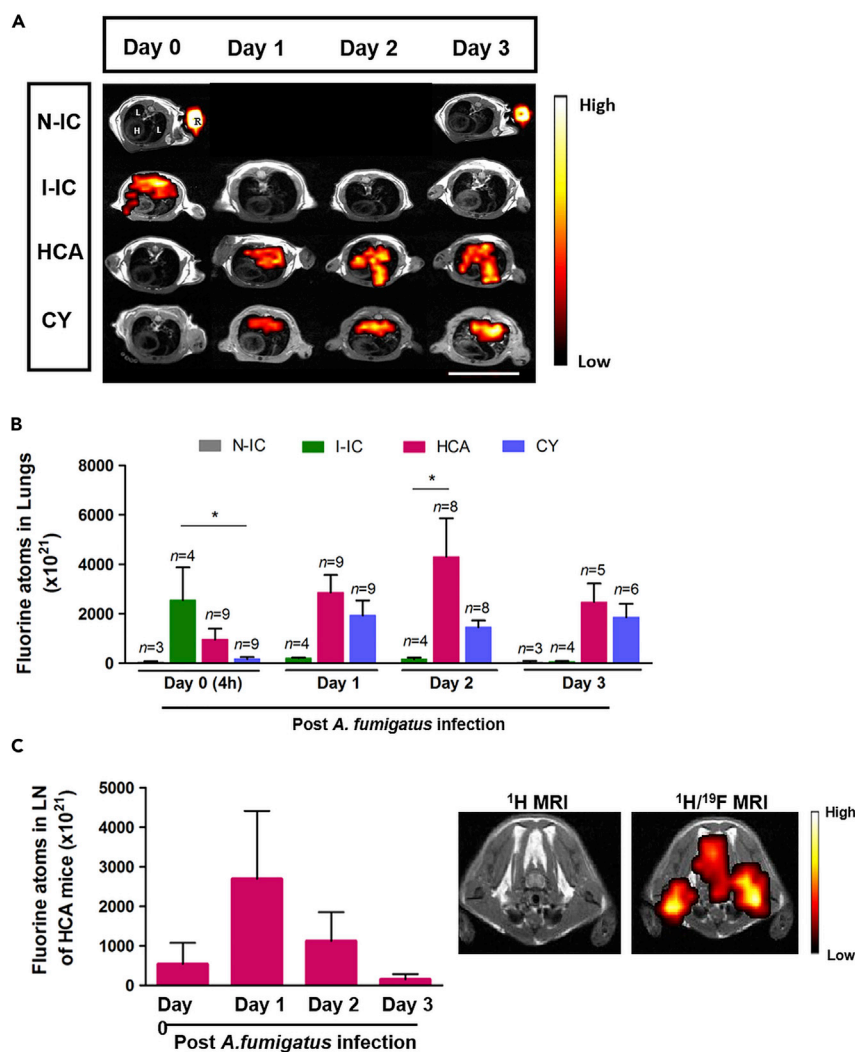 A
Day 0 Day 1 Day 2 Day 3
N-IC
L
R
H L
I-IC
HCA
CY
High
Low
B
N-IC I-IC HCA CY
Fluorine atoms in Lungs
(x10²¹)
8000
6000
4000
2000
0
*
*
n=3 n=4 n=9 n=9
n=4 n=9 n=9
n=4 n=8 n=8
n=3 n=4 n=5 n=6
Day 0 (4h) Day 1 Day 2 Day 3
Post A. fumigatus infection
C
Fluorine atoms in LN
of HCA mice (x10²¹)
5000
4000
3000
2000
1000
0
Day
0
Day 1 Day 2 Day 3
Post A.fumigatus infection
¹H MRI ¹H/¹⁹F MRI
High
Low